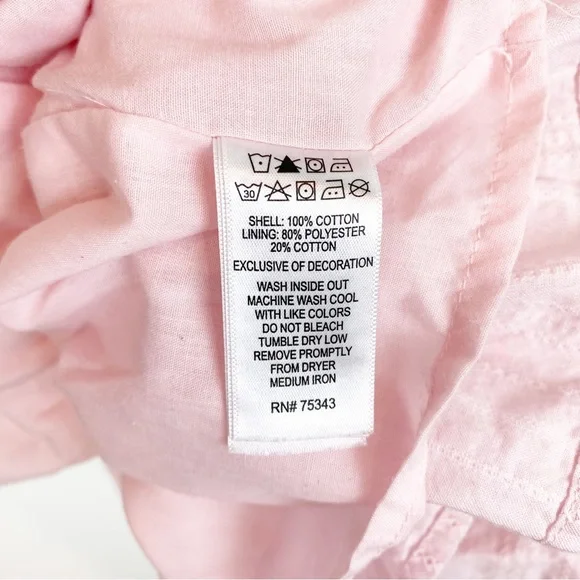 30
SHELL: 100% COTTON
LINING: 80% POLYESTER
20% COTTON
EXCLUSIVE OF DECORATION
WASH INSIDE OUT
MACHINE WASH COOL
WITH LIKE COLORS
DO NOT BLEACH
TUMBLE DRY LOW
REMOVE PROMPTLY
FROM DRYER
MEDIUM IRON
RN# 75343